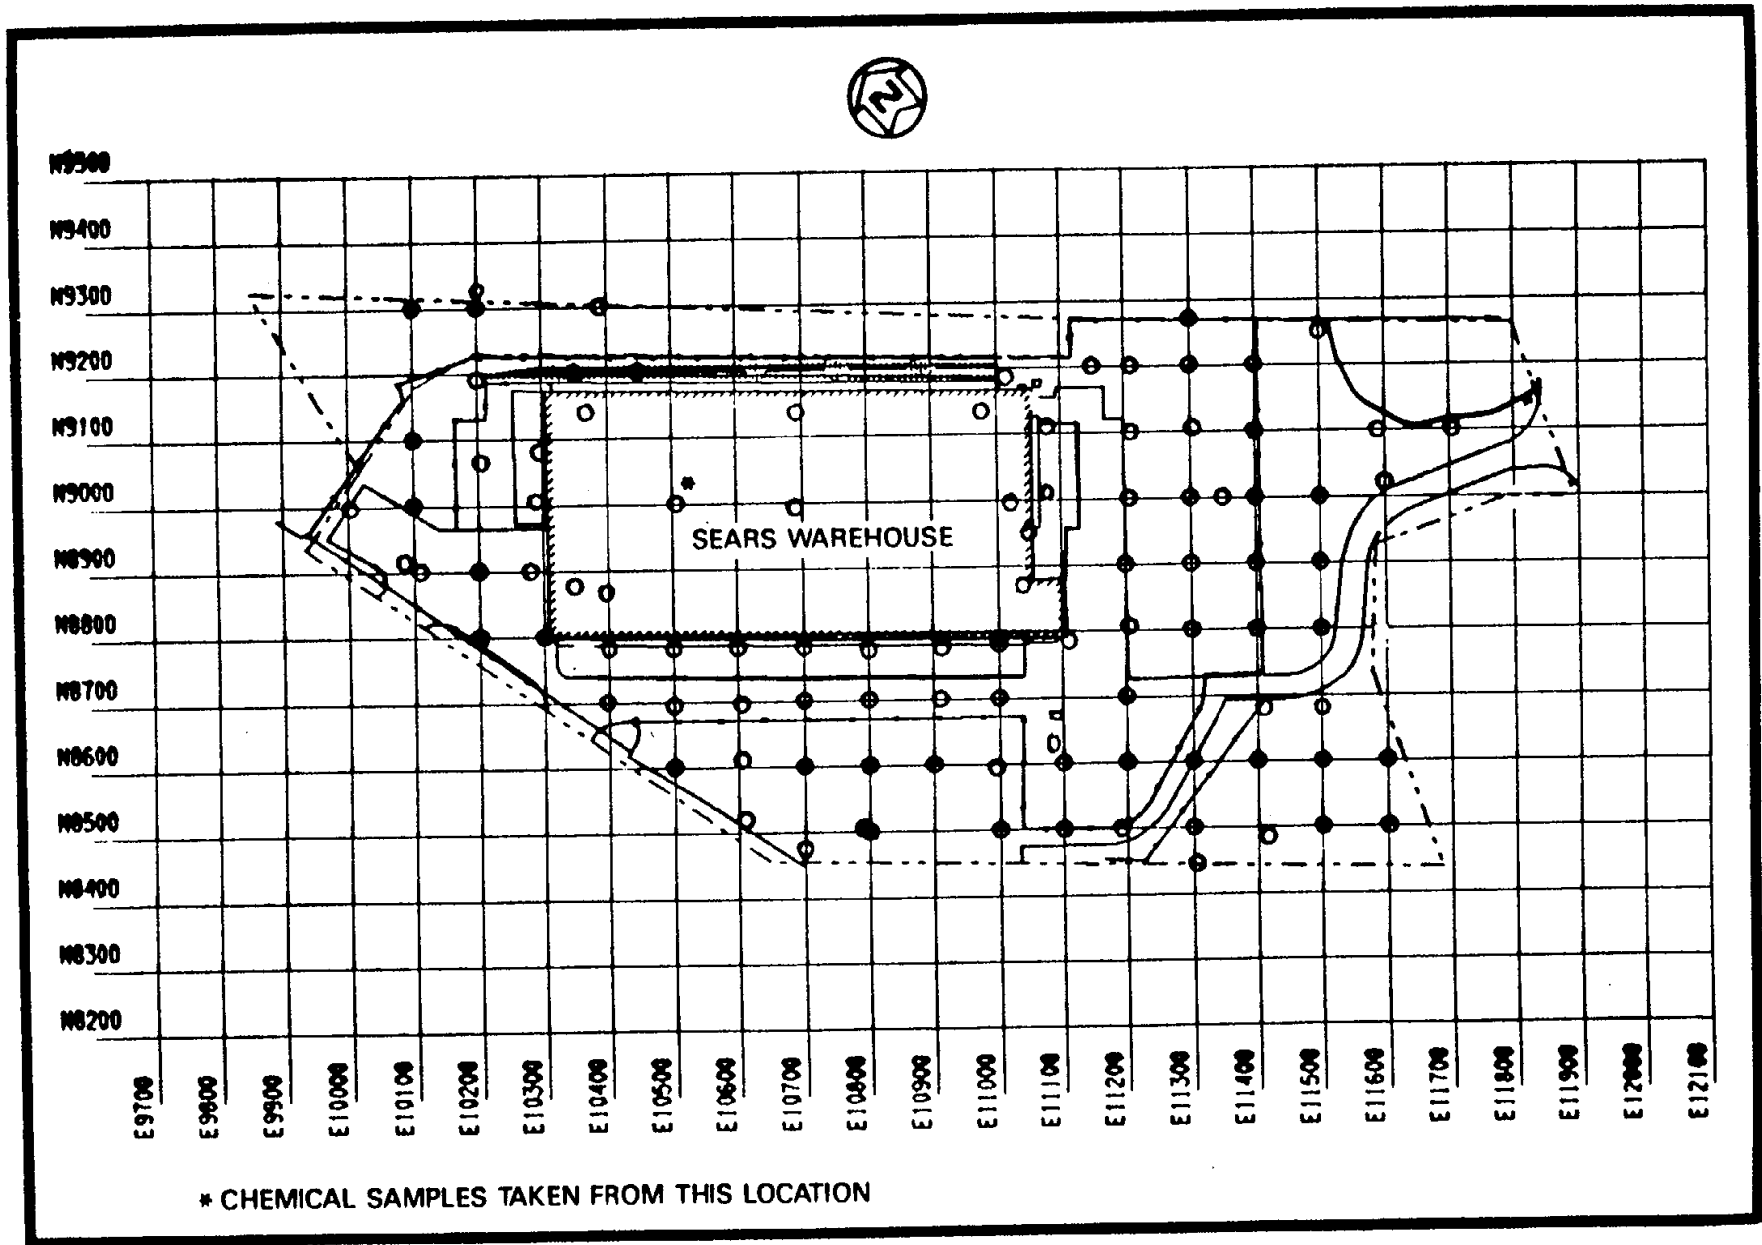 N
N9500
N9400
N9300
N9200
N9100
N9000
*
SEARS WAREHOUSE
N8900
N8800
N8700
N8600
N8500
N8400
N8300
N8200
E9700
E9800
E9900
E10000
E10100
E10200
E10300
E10400
E10500
E10600
E10700
E10800
E10900
E11000
E11100
E11200
E11300
E11400
E11500
E11600
E11700
E11800
E11900
E12000
E12100
* CHEMICAL SAMPLES TAKEN FROM THIS LOCATION